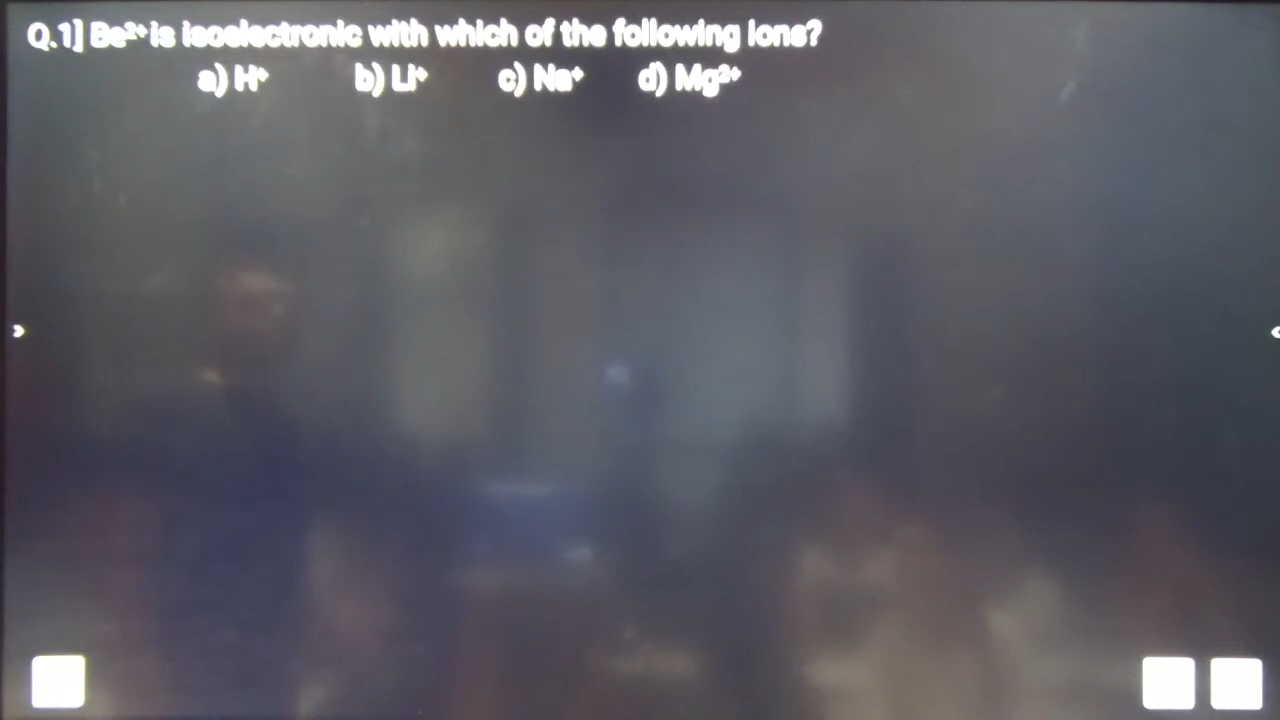 Q.1] Be²⁺ is isoelectronic with which of the following ions?
a) H⁺ b) Li⁺ c) Na⁺ d) Mg²⁺